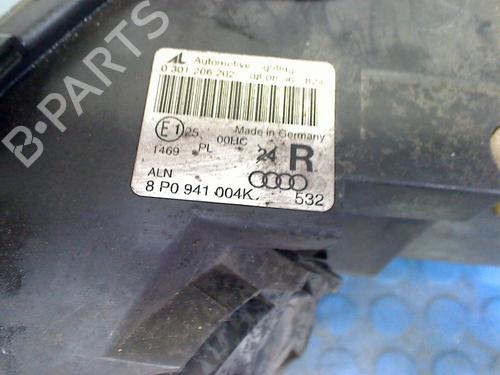 B-PARTS
AL Automotive Lighting
0 301 206 202
Made in Germany
E1 25 00HC
1469 PL 24 R
ALN
8 P0 941 004K 532